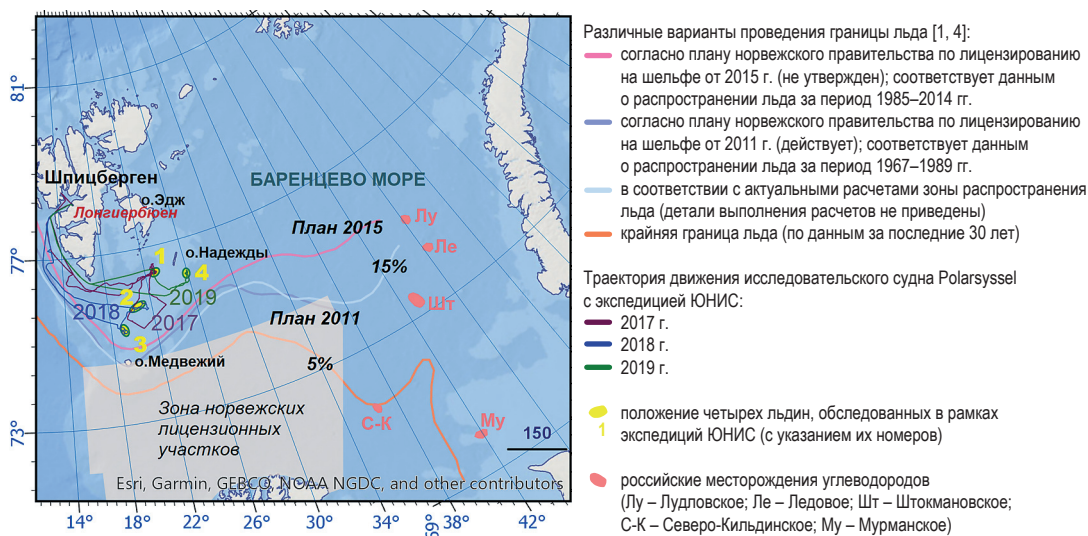 81°
77°
73°
Шпицберген
о.Эдж
Лонгиербюен
БАРЕНЦЕВО МОРЕ
План 2015
Лу
Ле
1
о.Надежды
4
15%
2019
Шт
2
2018
2017
План 2011
3
о.Медвежий
5%
Зона норвежских
лицензионных
участков
С-К
Му
150
Esri, Garmin, GEBCO, NOAA NGDC, and other contributors
14° 18° 22° 26° 30° 34° 38° 42°
69°
Различные варианты проведения границы льда [1, 4]:
согласно плану норвежского правительства по лицензированию
на шельфе от 2015 г. (не утвержден); соответствует данным
о распространении льда за период 1985–2014 гг.
согласно плану норвежского правительства по лицензированию
на шельфе от 2011 г. (действует); соответствует данным
о распространении льда за период 1967–1989 гг.
в соответствии с актуальными расчетами зоны распространения
льда (детали выполнения расчетов не приведены)
крайняя граница льда (по данным за последние 30 лет)
Траектория движения исследовательского судна Polarsyssel
с экспедицией ЮНИС:
2017 г.
2018 г.
2019 г.
положение четырех льдин, обследованных в рамках
1 экспедиций ЮНИС (с указанием их номеров)
российские месторождения углеводородов
(Лу – Лудловское; Ле – Ледовое; Шт – Штокмановское;
С-К – Северо-Кильдинское; Му – Мурманское)